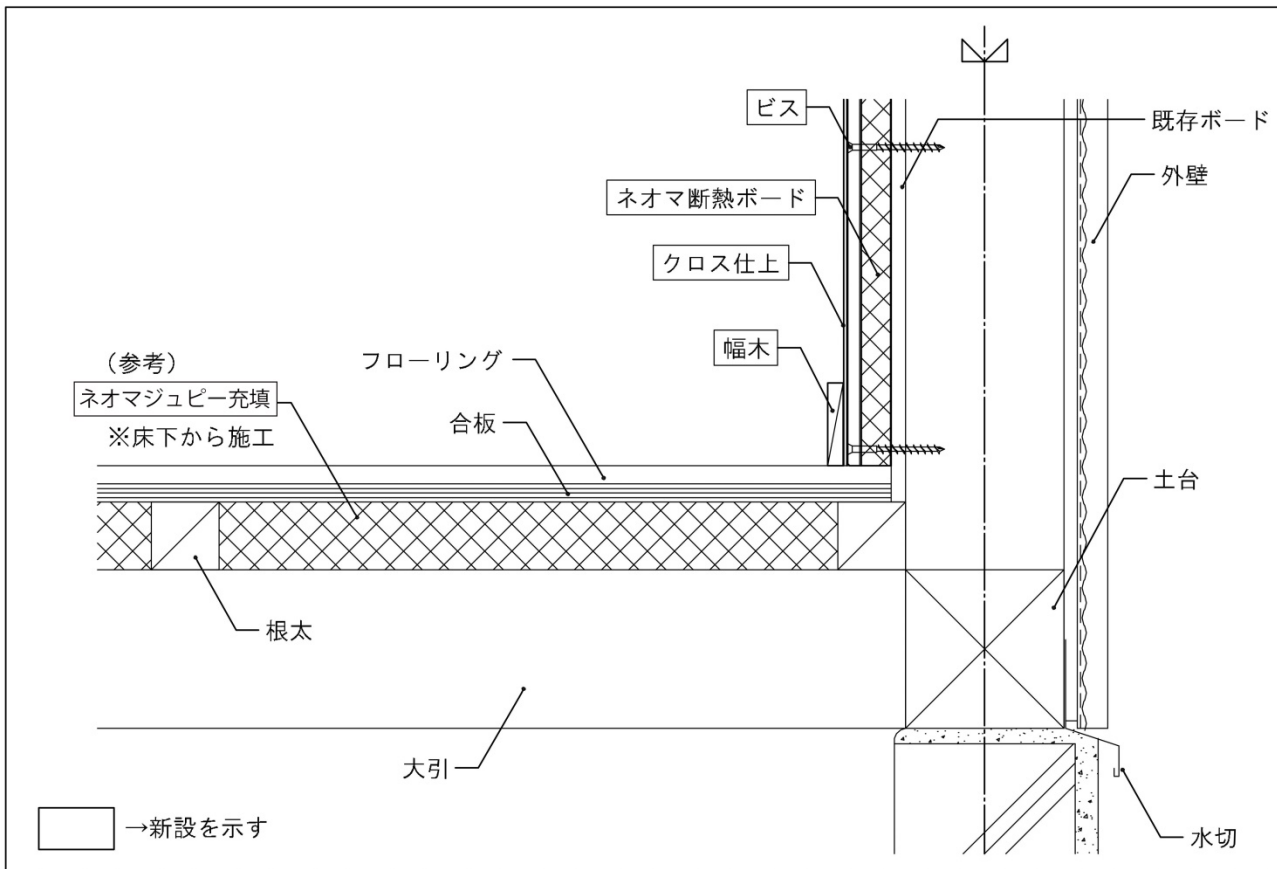 ビス
既存ボード
外壁
ネオマ断熱ボード
クロス仕上
幅木
フローリング
（参考）
ネオマジュピー充填
※床下から施工
合板
土台
根太
大引
→新設を示す
水切